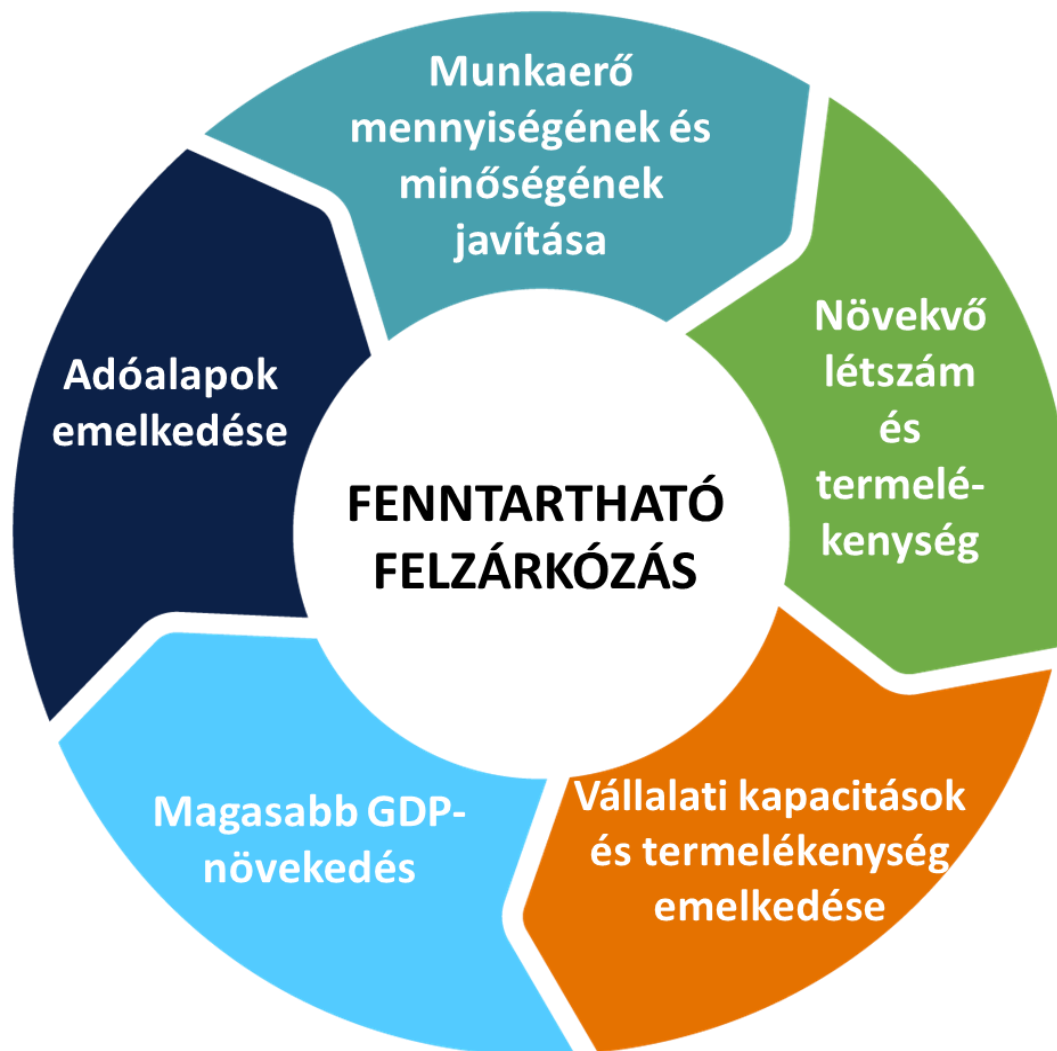 Munkaerő
mennyiségének és
minőségének
javítása
Növekvő
létszám
és
termelé-
kenység
Vállalati kapacitások
és termelékenység
emelkedése
Magasabb GDP-
növekedés
Adóalapok
emelkedése
FENNTARTHATÓ
FELZÁRKÓZÁS